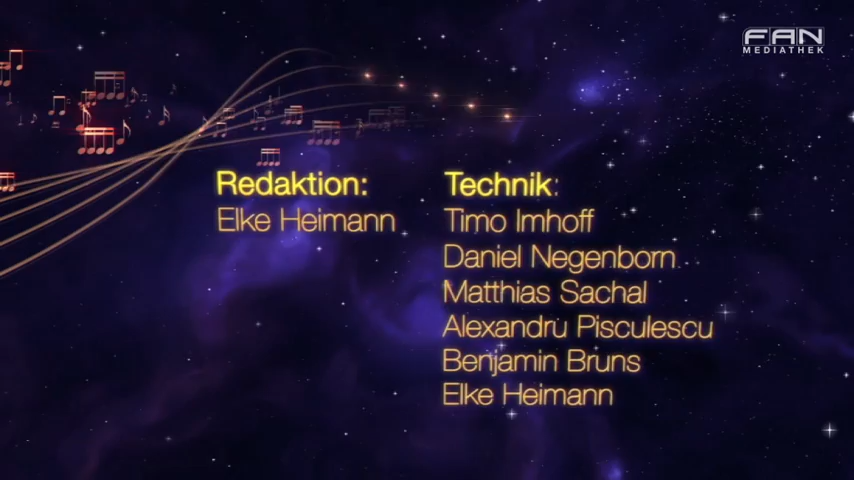 FAN
MEDIATHEK
Redaktion:
Elke Heimann
Technik:
Timo Imhoff
Daniel Negenborn
Matthias Sachal
Alexandru Pisculescu
Benjamin Bruns
Elke Heimann